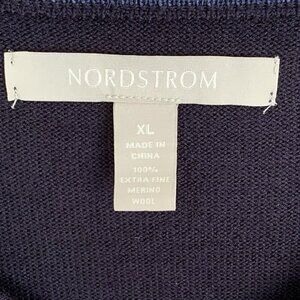 NORDSTROM
XL
MADE IN
CHINA
100%
EXTRA FINE
MERINO
WOOL